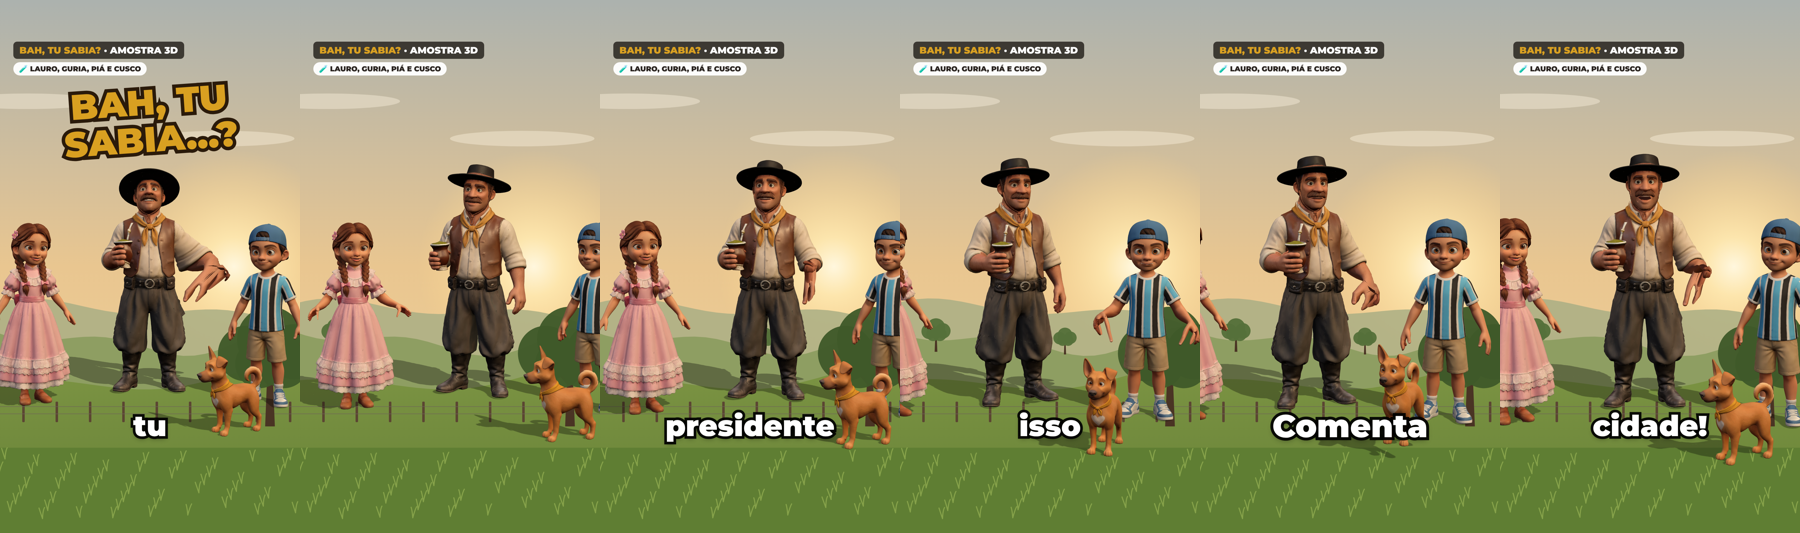 BAH, TU SABIA? • AMOSTRA 3D
LAURO, GURIA, PIÁ E CUSCO
BAH, TU
SABIA...?
tu
BAH, TU SABIA? • AMOSTRA 3D
LAURO, GURIA, PIÁ E CUSCO
BAH, TU SABIA? • AMOSTRA 3D
LAURO, GURIA, PIÁ E CUSCO
presidente
BAH, TU SABIA? • AMOSTRA 3D
LAURO, GURIA, PIÁ E CUSCO
isso
BAH, TU SABIA? • AMOSTRA 3D
LAURO, GURIA, PIÁ E CUSCO
Comenta
BAH, TU SABIA? • AMOSTRA 3D
LAURO, GURIA, PIÁ E CUSCO
cidade!